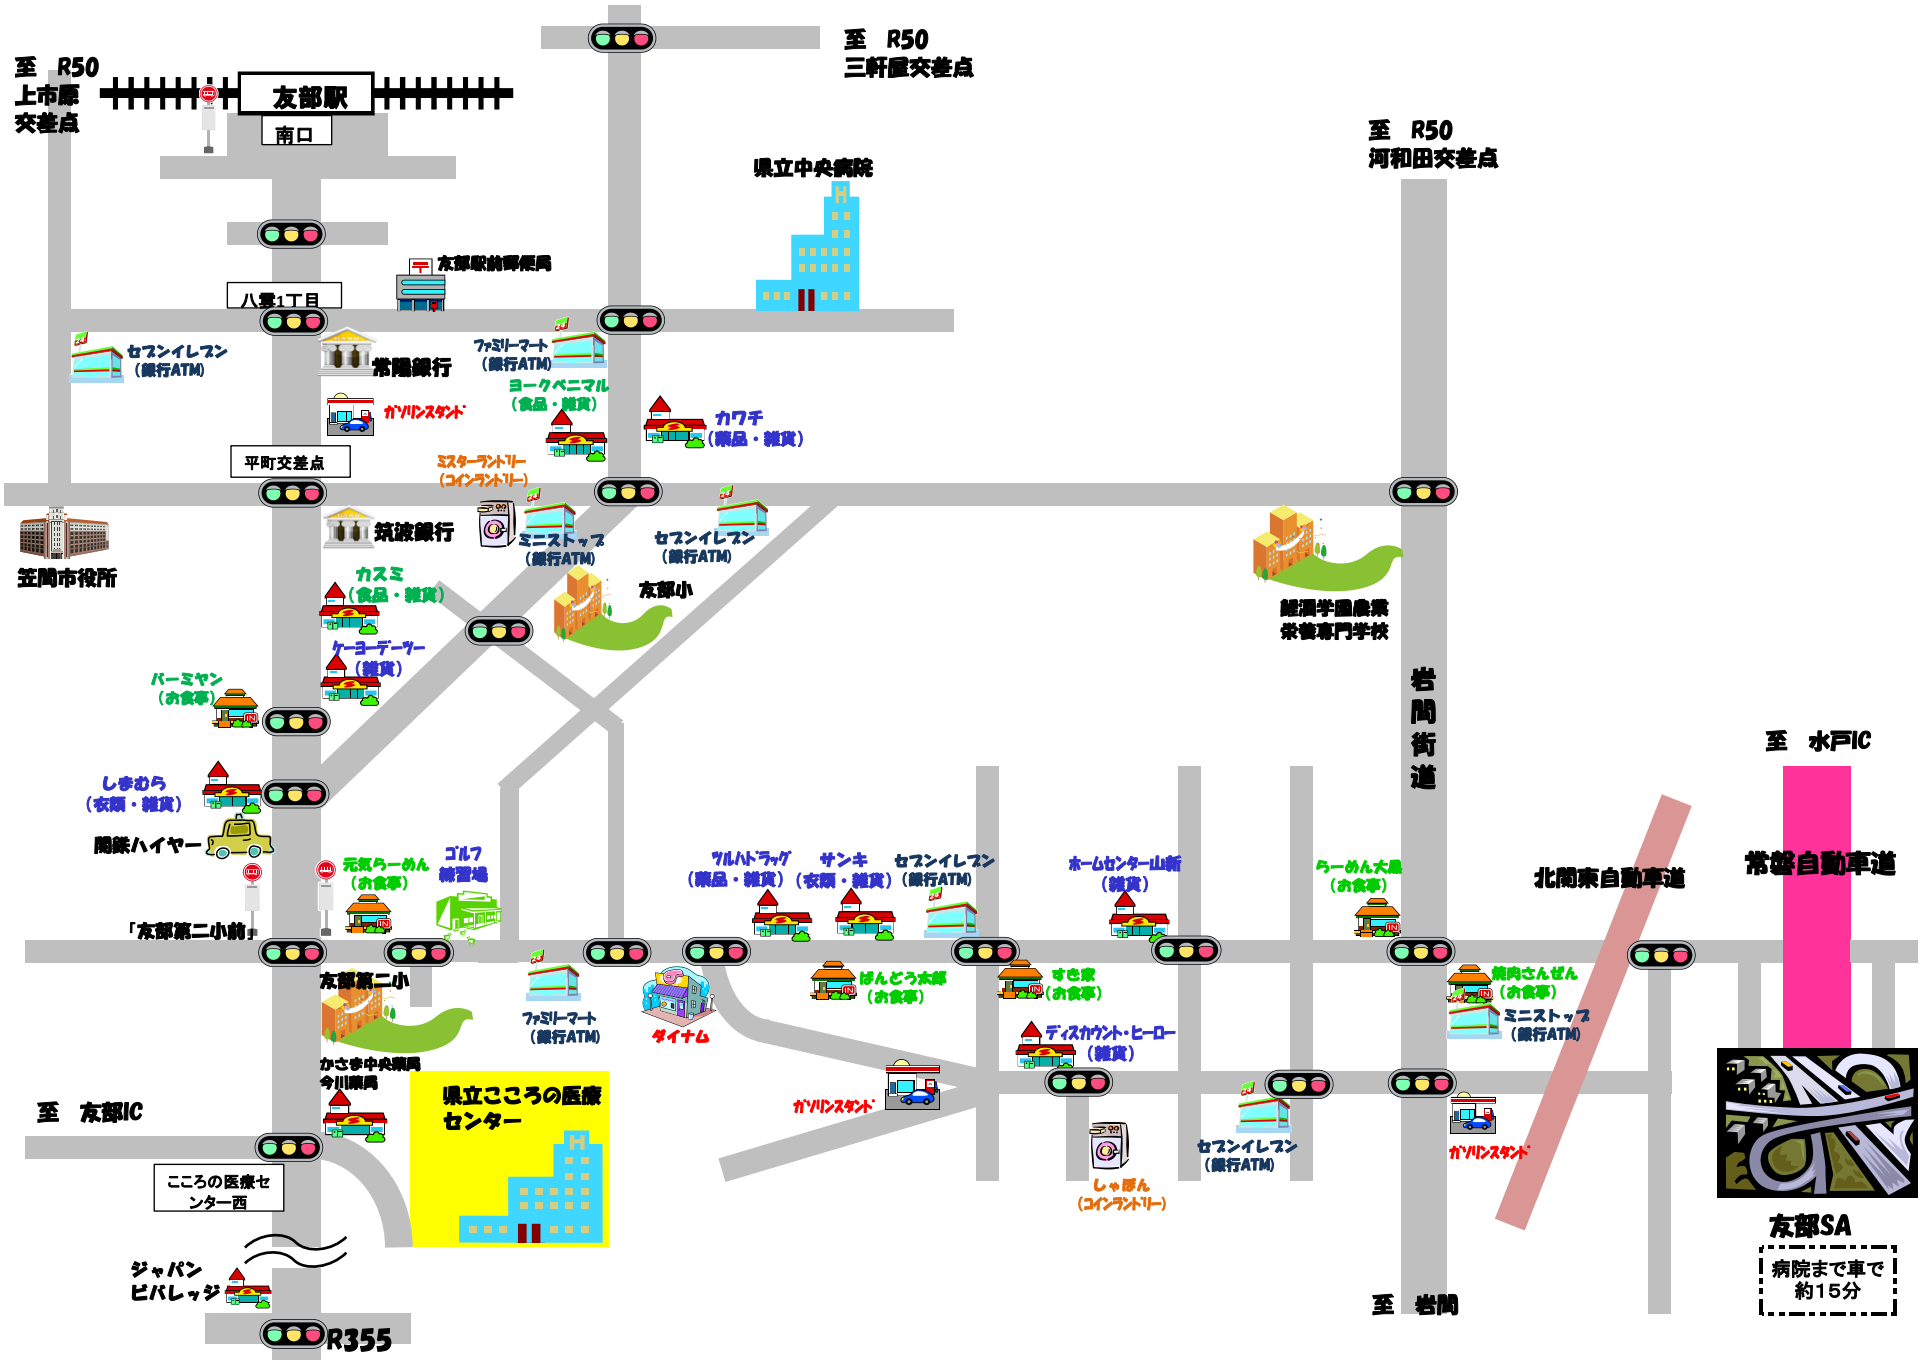 至　R50
上市原
交差点
友部駅
南口
至　R50
三軒屋交差点
県立中央病院
至　R50
河和田交差点
友部駅前郵便局
八雲1丁目
セブンイレブン
（銀行ATM）
常陽銀行
ファミリーマート
（銀行ATM）
ヨークベニマル
（食品・雑貨）
カワチ
（薬品・雑貨）
ガソリンスタンド
平町交差点
ミスターランドリー
（コインランドリー）
笠間市役所
筑波銀行
ミニストップ
（銀行ATM）
セブンイレブン
（銀行ATM）
カスミ
（食品・雑貨）
友部小
鯉淵学園農業
栄養専門学校
ケーヨーデーツー
（雑貨）
バーミヤン
（お食事）
岩間街道
しまむら
（衣類・雑貨）
関鉄ハイヤー
至　水戸IC
元気らーめん
（お食事）
ゴルフ
練習場
ツルハドラッグ
（薬品・雑貨）
サンキ
（衣類・雑貨）
セブンイレブン
（銀行ATM）
ホームセンター山新
（雑貨）
らーめん大鳳
（お食事）
北関東自動車道
常磐自動車道
「友部第二小前」
友部第二小
ファミリーマート
（銀行ATM）
ダイナム
ばんどう太郎
（お食事）
すき家
（お食事）
焼肉さんぜん
（お食事）
ミニストップ
（銀行ATM）
ディスカウント・ヒーロー
（雑貨）
かさま中央薬局
今川薬局
至　友部IC
県立こころの医療
センター
ガソリンスタンド
セブンイレブン
（銀行ATM）
ガソリンスタンド
こころの医療セ
ンター西
しゃぼん
（コインランドリー）
友部SA
病院まで車で
約15分
ジャパン
ビバレッジ
至　岩間
R355